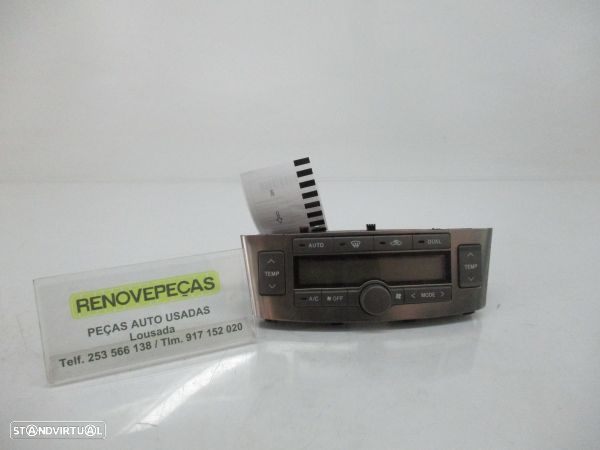 AUTO
DUAL
TEMP
TEMP
A/C
OFF
< MODE >
RENOVEPEÇAS
PEÇAS AUTO USADAS
Lousada
Telf. 253 566 138 / Tlm. 917 152 020
STANDVIRTUAL